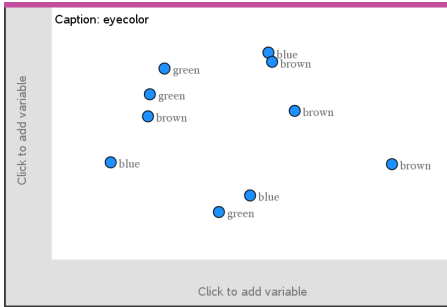 Caption: eyecolor
blue
brown
green
green
brown
brown
blue
brown
blue
green
Click to add variable
Click to add variable